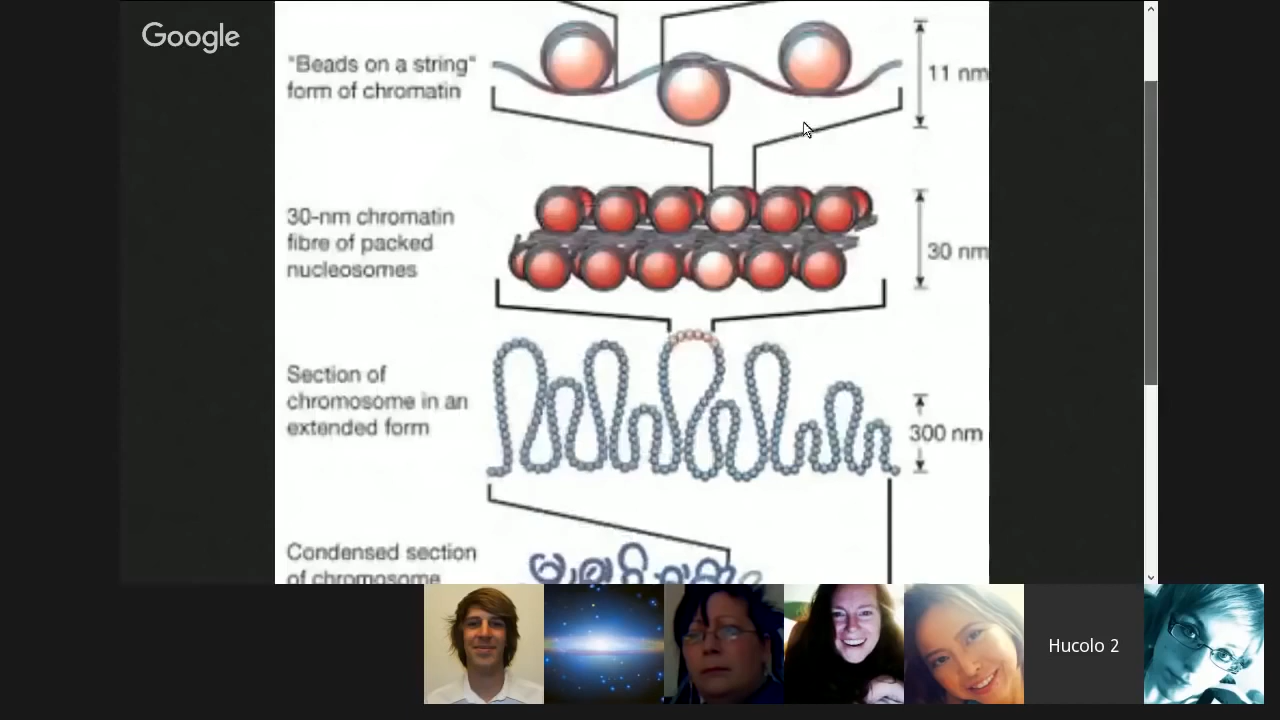 Google
"Beads on a string"
form of chromatin
11 nm
30-nm chromatin
fibre of packed
nucleosomes
30 nm
Section of
chromosome in an
extended form
300 nm
Condensed section
of chromosome
Hucolo 2